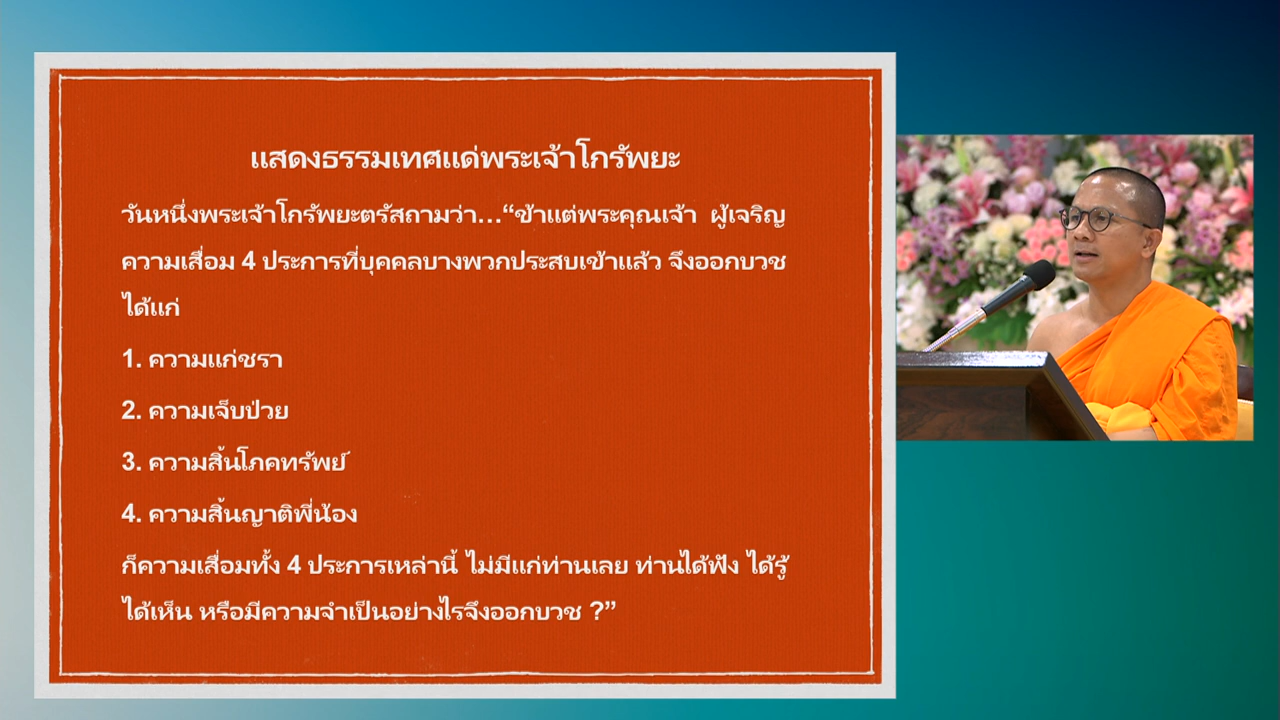 แสดงธรรมเทศแด่พระเจ้าโกรัพยะ
วันหนึ่งพระเจ้าโกรัพยะตรัสถามว่า...“ข้าแต่พระคุณเจ้า ผู้เจริญ
ความเสื่อม 4 ประการที่บุคคลบางพวกประสบเข้าแล้ว จึงออกบวช
ได้แก่
1. ความแก่ชรา
2. ความเจ็บป่วย
3. ความสิ้นโภคทรัพย์
4. ความสิ้นญาติพี่น้อง
ก็ความเสื่อมทั้ง 4 ประการเหล่านี้ ไม่มีแก่ท่านเลย ท่านได้ฟัง ได้รู้
ได้เห็น หรือมีความจำเป็นอย่างไรจึงออกบวช ?”